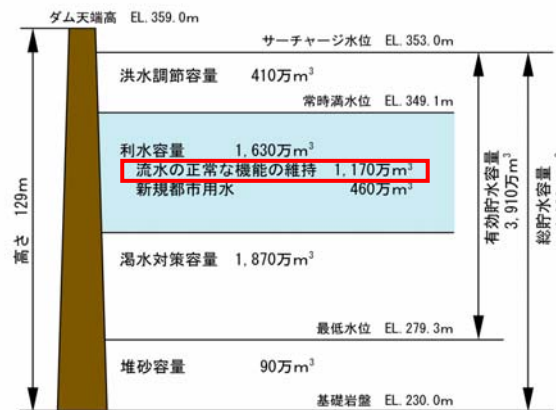 ダム天端高 EL.359.0m
サーチャージ水位 EL.353.0m
洪水調節容量 410万m³
常時満水位 EL.349.1m
利水容量 1,630万m³
流水の正常な機能の維持 1,170万m³
新規都市用水 460万m³
渇水対策容量 1,870万m³
最低水位 EL.279.3m
堆砂容量 90万m³
基礎岩盤 EL.230.0m
高さ 129m
有効貯水容量
3,910万m³
総貯水容量